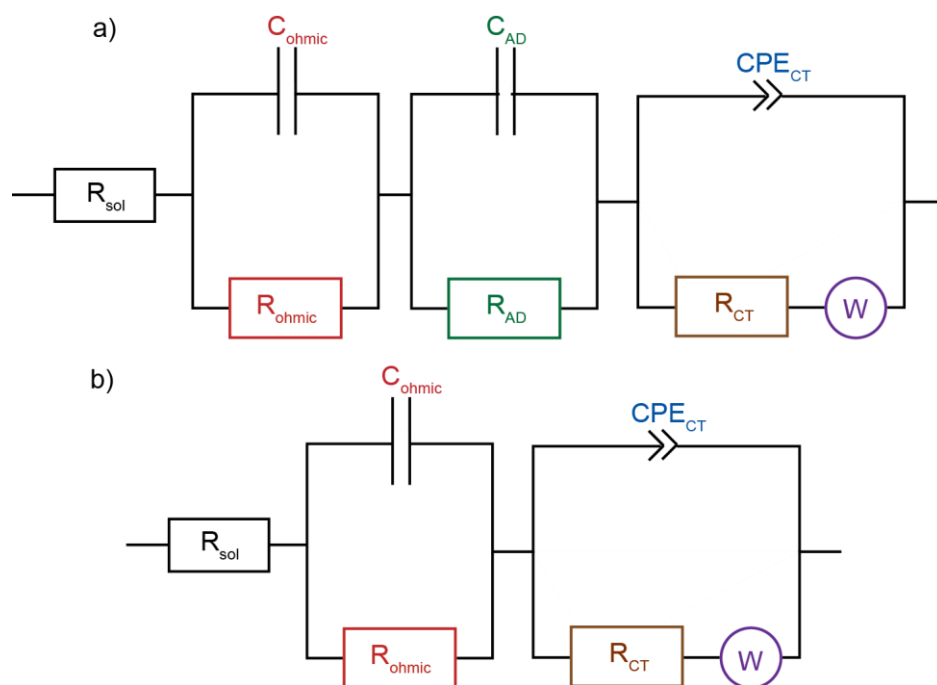 a)
C_ohmic
C_AD
CPE_CT
R_sol
R_ohmic
R_AD
R_CT
W
b)
C_ohmic
CPE_CT
R_sol
R_ohmic
R_CT
W